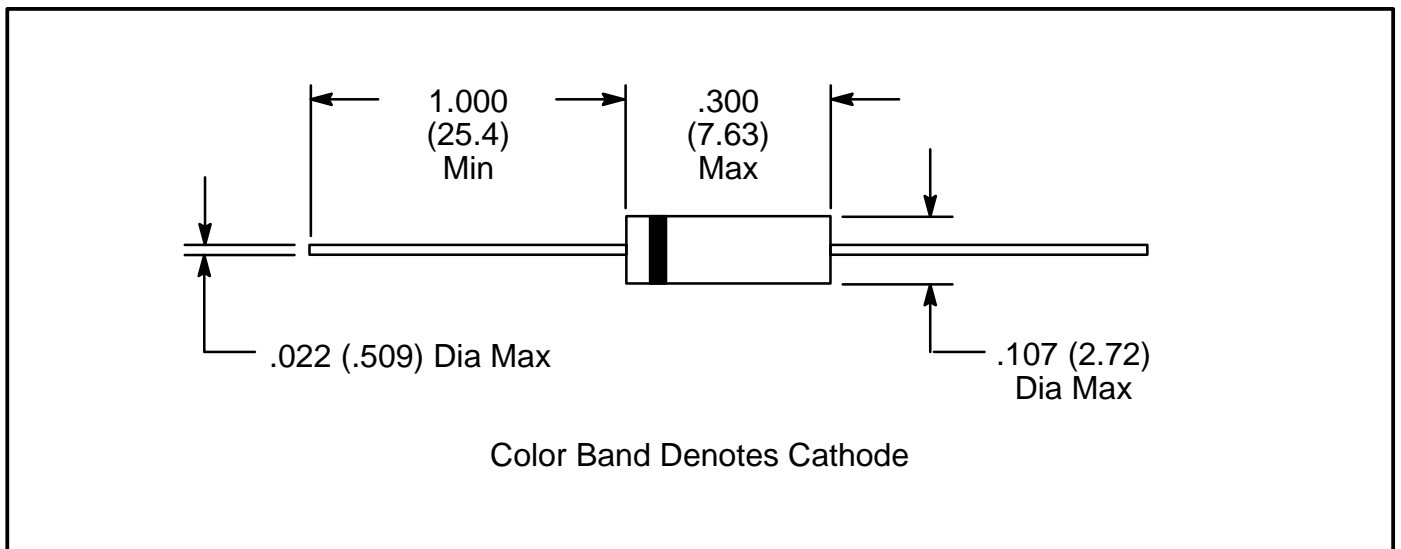 1.000
(25.4)
Min
.300
(7.63)
Max
.022 (.509) Dia Max
.107 (2.72)
Dia Max
Color Band Denotes Cathode